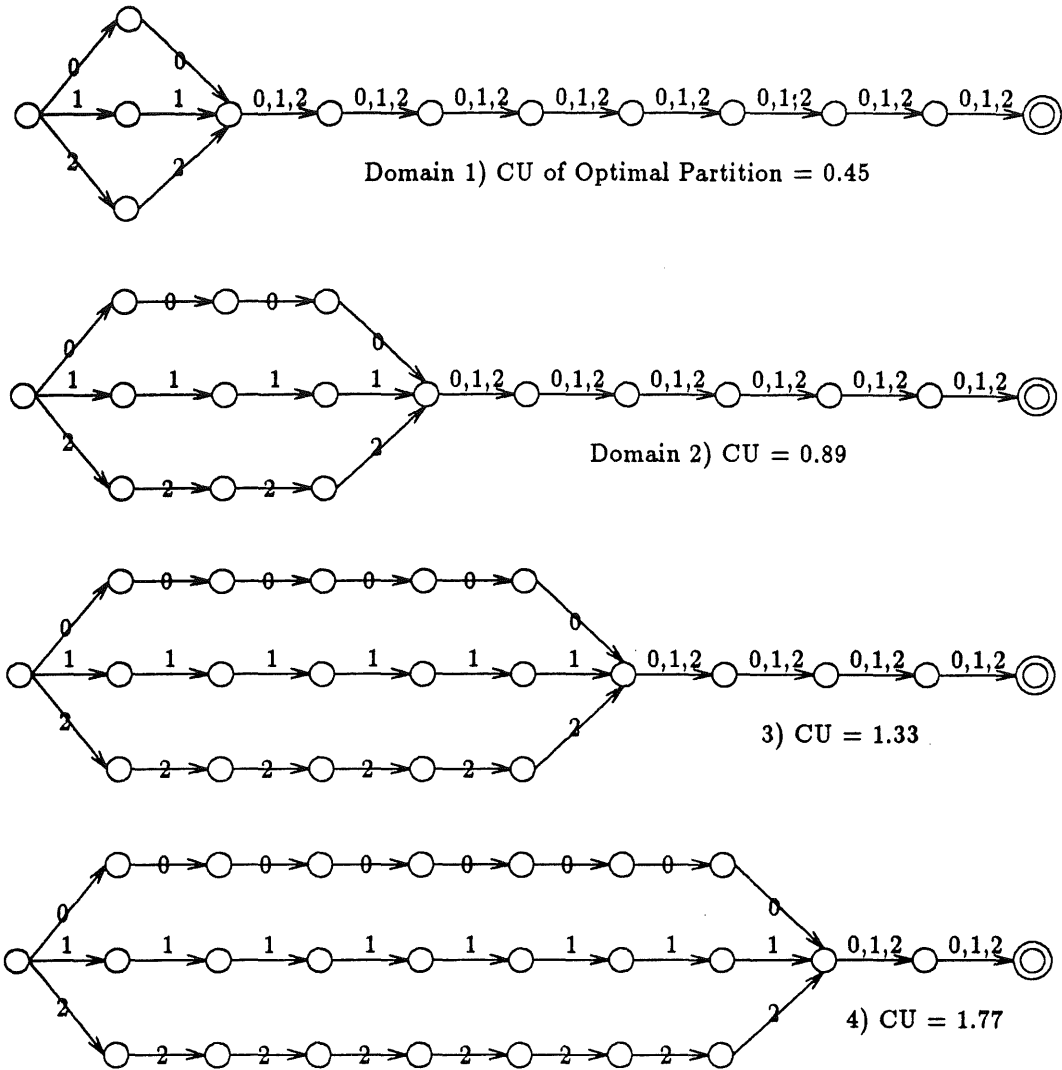 0 0
1 1 0,1,2 0,1,2 0,1,2 0,1,2 0,1,2 0,1;2 0,1,2 0,1,2
2 2
Domain 1) CU of Optimal Partition = 0.45
0 0
0 0
1 1 1 1 0,1,2 0,1,2 0,1,2 0,1,2 0,1,2 0,1,2
2 2
Domain 2) CU = 0.89
2 2
0 0 0 0
0 0
1 1 1 1 1 1 0,1,2 0,1,2 0,1,2 0,1,2
2 2
3) CU = 1.33
2 2 2 2
0 0 0 0 0 0
0 0
1 1 1 1 1 1 1 1 0,1,2 0,1,2
2 2
4) CU = 1.77
2 2 2 2 2 2